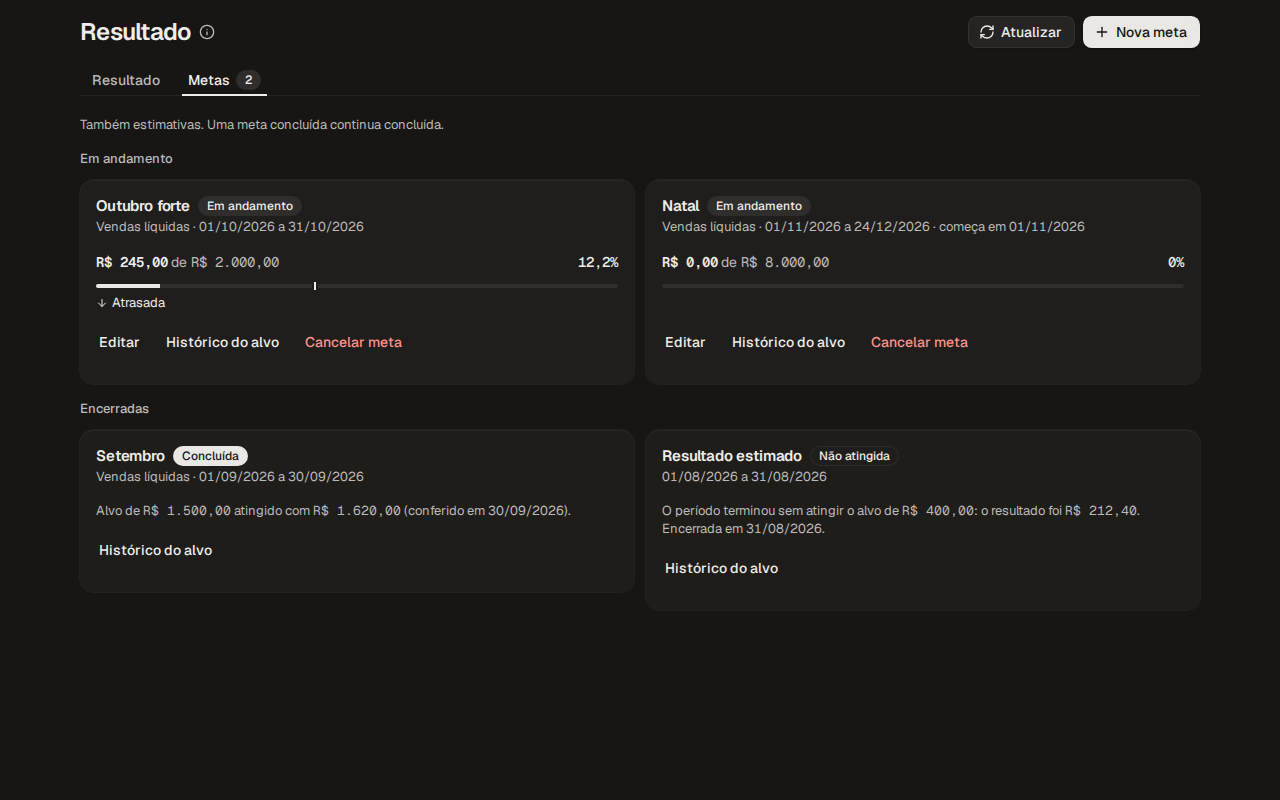 Resultado
Atualizar
Nova meta
Resultado
Metas 2
Também estimativas. Uma meta concluída continua concluída.
Em andamento
Outubro forte Em andamento
Vendas líquidas · 01/10/2026 a 31/10/2026
R$ 245,00 de R$ 2.000,00 12,2%
Atrasada
Editar Histórico do alvo Cancelar meta
Natal Em andamento
Vendas líquidas · 01/11/2026 a 24/12/2026 · começa em 01/11/2026
R$ 0,00 de R$ 8.000,00 0%
Editar Histórico do alvo Cancelar meta
Encerradas
Setembro Concluída
Vendas líquidas · 01/09/2026 a 30/09/2026
Alvo de R$ 1.500,00 atingido com R$ 1.620,00 (conferido em 30/09/2026).
Histórico do alvo
Resultado estimado Não atingida
01/08/2026 a 31/08/2026
O período terminou sem atingir o alvo de R$ 400,00: o resultado foi R$ 212,40.
Encerrada em 31/08/2026.
Histórico do alvo